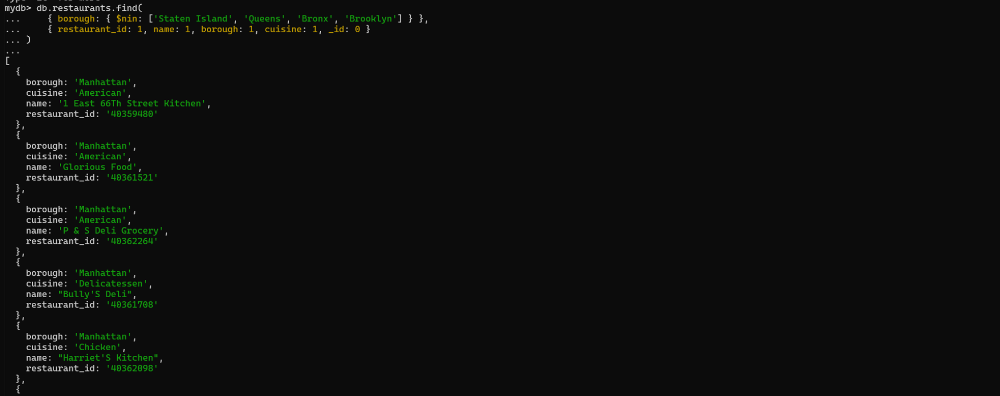 mydb> db.restaurants.find(
...     { borough: { $nin: ['Staten Island', 'Queens', 'Bronx', 'Brooklyn'] } },
...     { restaurant_id: 1, name: 1, borough: 1, cuisine: 1, _id: 0 }
... )
...
[
  {
    borough: 'Manhattan',
    cuisine: 'American',
    name: '1 East 66Th Street Kitchen',
    restaurant_id: '40359480'
  },
  {
    borough: 'Manhattan',
    cuisine: 'American',
    name: 'Glorious Food',
    restaurant_id: '40361521'
  },
  {
    borough: 'Manhattan',
    cuisine: 'American',
    name: 'P & S Deli Grocery',
    restaurant_id: '40362264'
  },
  {
    borough: 'Manhattan',
    cuisine: 'Delicatessen',
    name: "Bully'S Deli",
    restaurant_id: '40361708'
  },
  {
    borough: 'Manhattan',
    cuisine: 'Chicken',
    name: "Harriet'S Kitchen",
    restaurant_id: '40362098'
  },
  {